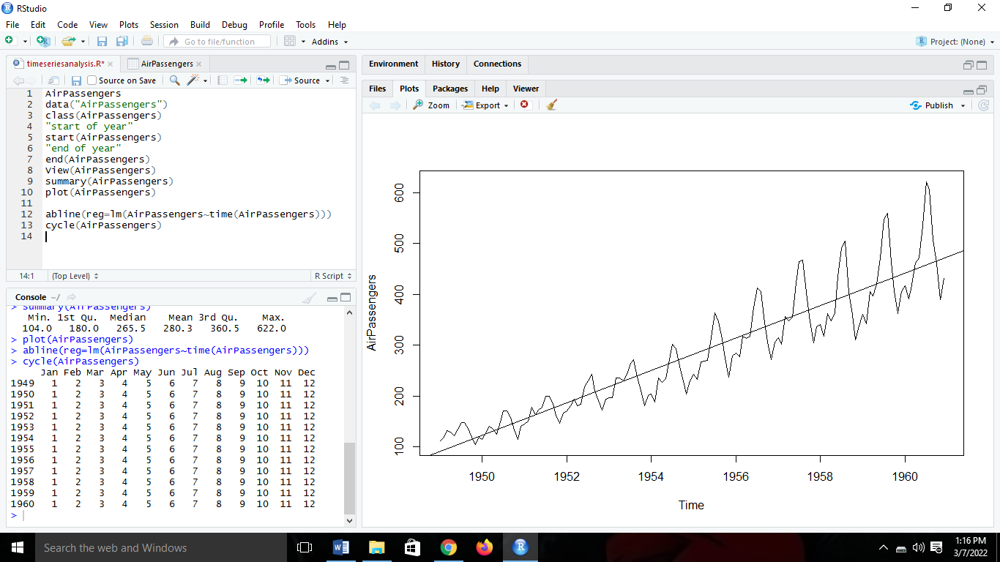 RStudio
File Edit Code View Plots Session Build Debug Profile Tools Help
Go to file/function Addins Project: (None)
timeseriesanalysis.R* AirPassengers
Source on Save Source
1 AirPassengers
2 data("AirPassengers")
3 class(AirPassengers)
4 "start of year"
5 start(AirPassengers)
6 "end of year"
7 end(AirPassengers)
8 View(AirPassengers)
9 summary(AirPassengers)
10 plot(AirPassengers)
11
12 abline(reg=lm(AirPassengers~time(AirPassengers)))
13 cycle(AirPassengers)
14
14:1 (Top Level) R Script
Console ~/
> summary(AirPassengers)
Min. 1st Qu. Median Mean 3rd Qu. Max.
104.0 180.0 265.5 280.3 360.5 622.0
> plot(AirPassengers)
> abline(reg=lm(AirPassengers~time(AirPassengers)))
> cycle(AirPassengers)
Jan Feb Mar Apr May Jun Jul Aug Sep Oct Nov Dec
1949 1 2 3 4 5 6 7 8 9 10 11 12
1950 1 2 3 4 5 6 7 8 9 10 11 12
1951 1 2 3 4 5 6 7 8 9 10 11 12
1952 1 2 3 4 5 6 7 8 9 10 11 12
1953 1 2 3 4 5 6 7 8 9 10 11 12
1954 1 2 3 4 5 6 7 8 9 10 11 12
1955 1 2 3 4 5 6 7 8 9 10 11 12
1956 1 2 3 4 5 6 7 8 9 10 11 12
1957 1 2 3 4 5 6 7 8 9 10 11 12
1958 1 2 3 4 5 6 7 8 9 10 11 12
1959 1 2 3 4 5 6 7 8 9 10 11 12
1960 1 2 3 4 5 6 7 8 9 10 11 12
>
Environment History Connections
Files Plots Packages Help Viewer
Zoom Export Publish
600
500
400
300
200
100
AirPassengers
1950 1952 1954 1956 1958 1960
Time
Search the web and Windows
1:16 PM
3/7/2022